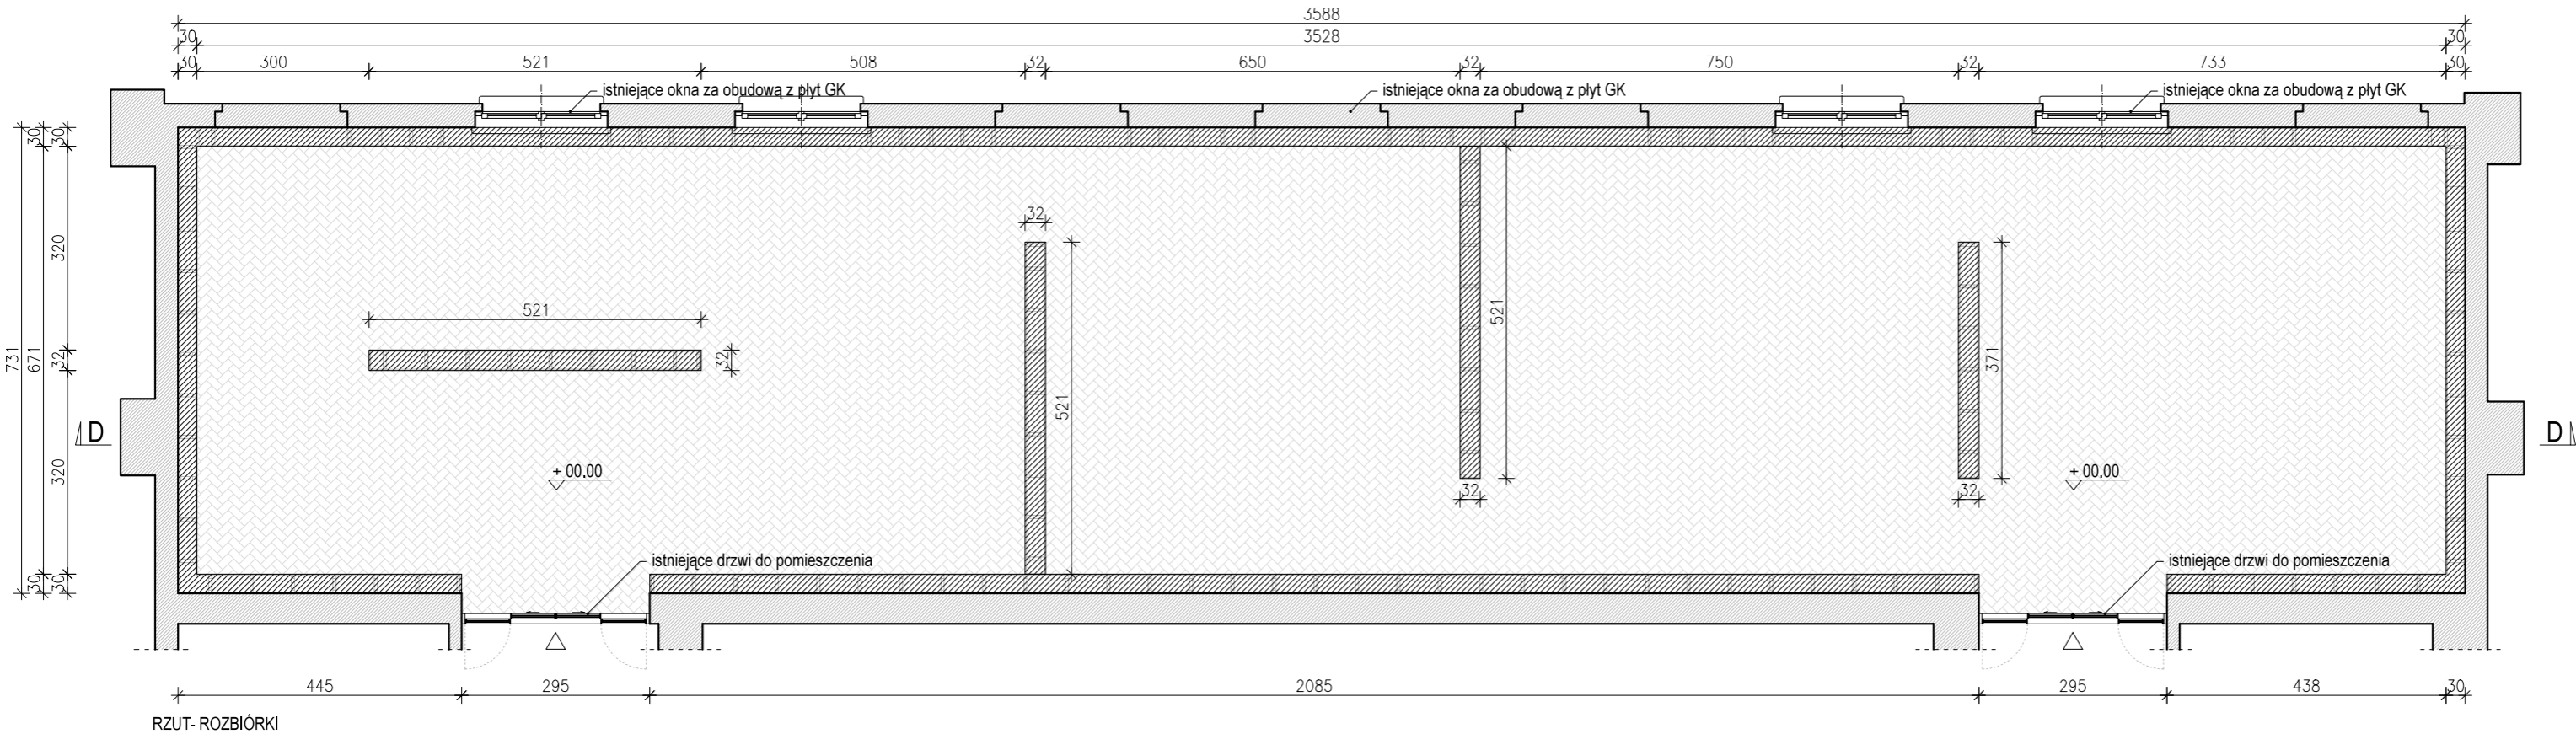 3588
30 3528 30
30 300 521 508 32 650 32 750 32 733 30
istniejące okna za obudową z płyt GK
istniejące okna za obudową z płyt GK
istniejące okna za obudową z płyt GK
30 30
32
320
521
521
32
521
371
731 671 32
521
D
D
320
+ 00.00
+ 00.00
32
32
istniejące drzwi do pomieszczenia
istniejące drzwi do pomieszczenia
30 30
445 295 2085 295 438 30
RZUT- ROZBIÓRKI